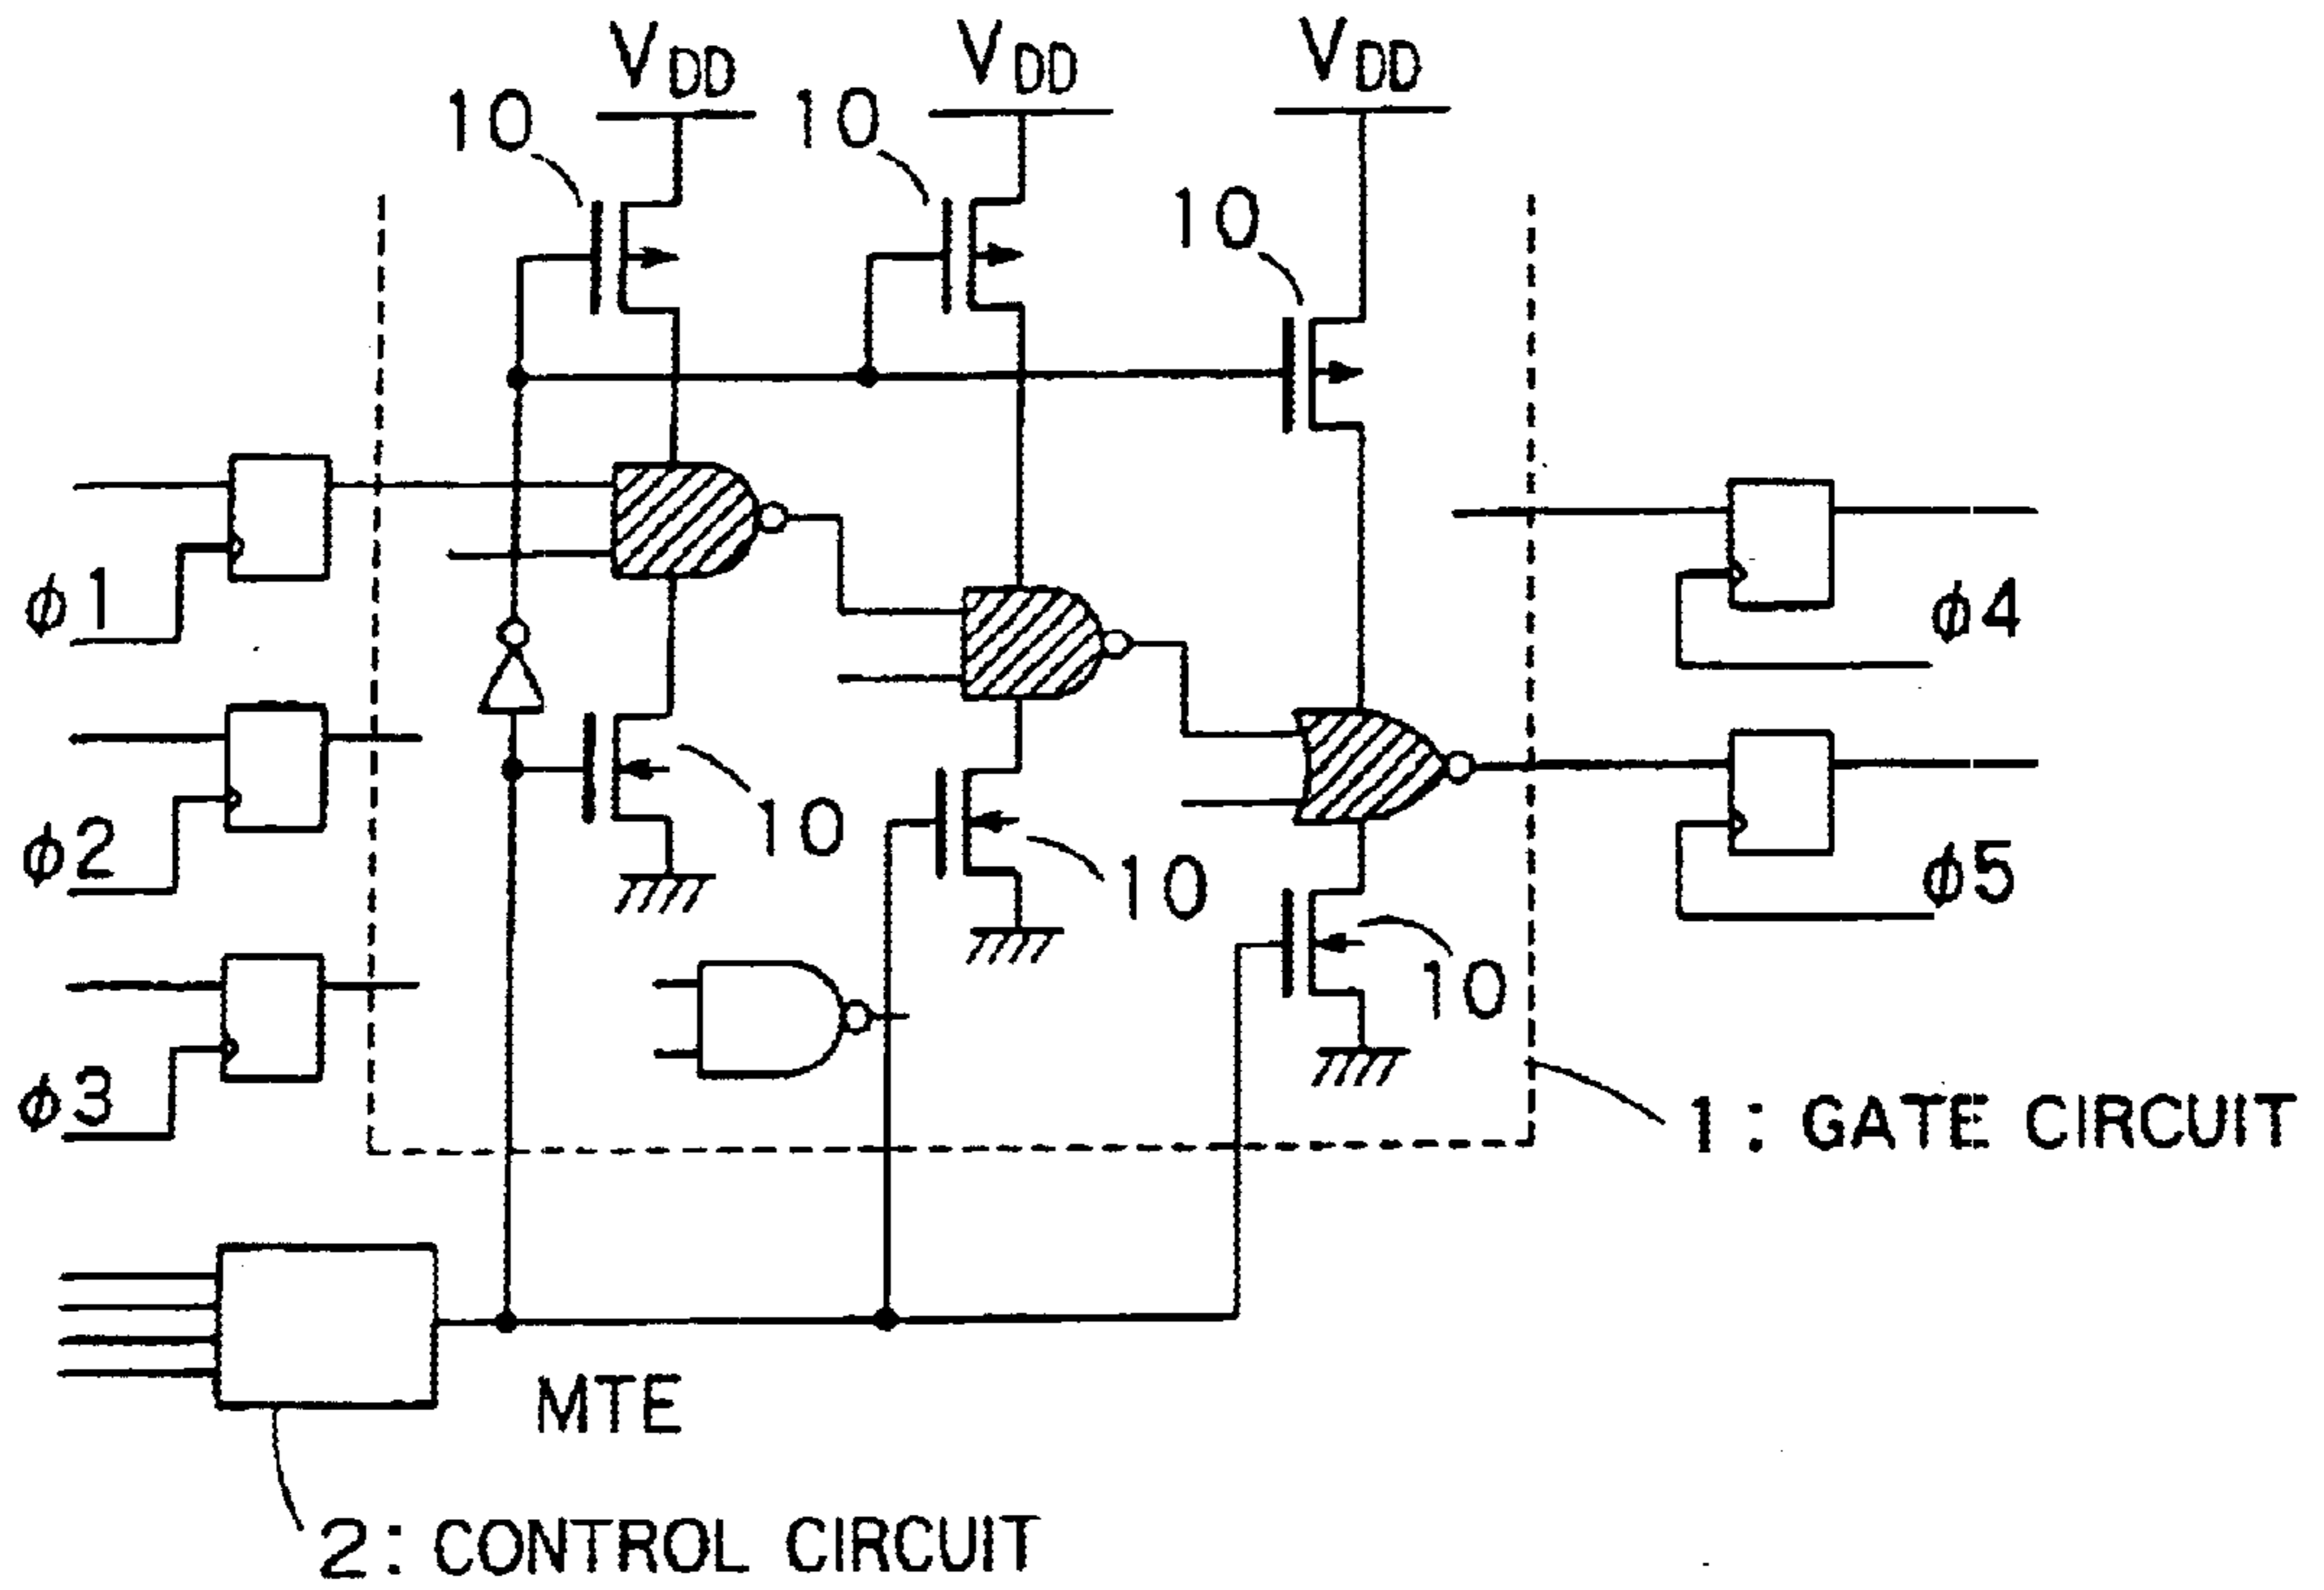 VDD
VDD
VDD
10
10
10
φ1
φ4
φ2
10
10
φ5
10
φ3
1: GATE CIRCUIT
MTE
2: CONTROL CIRCUIT